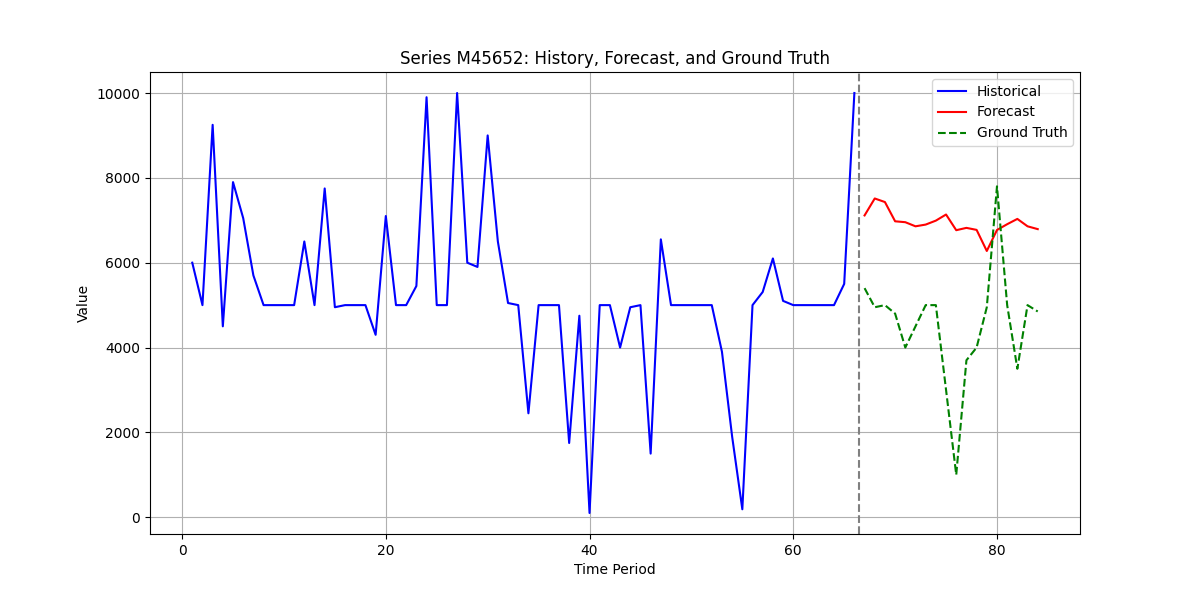 Series M45652: History, Forecast, and Ground Truth
Historical
Forecast
Ground Truth
Value
10000
8000
6000
4000
2000
0
0 20 40 60 80
Time Period